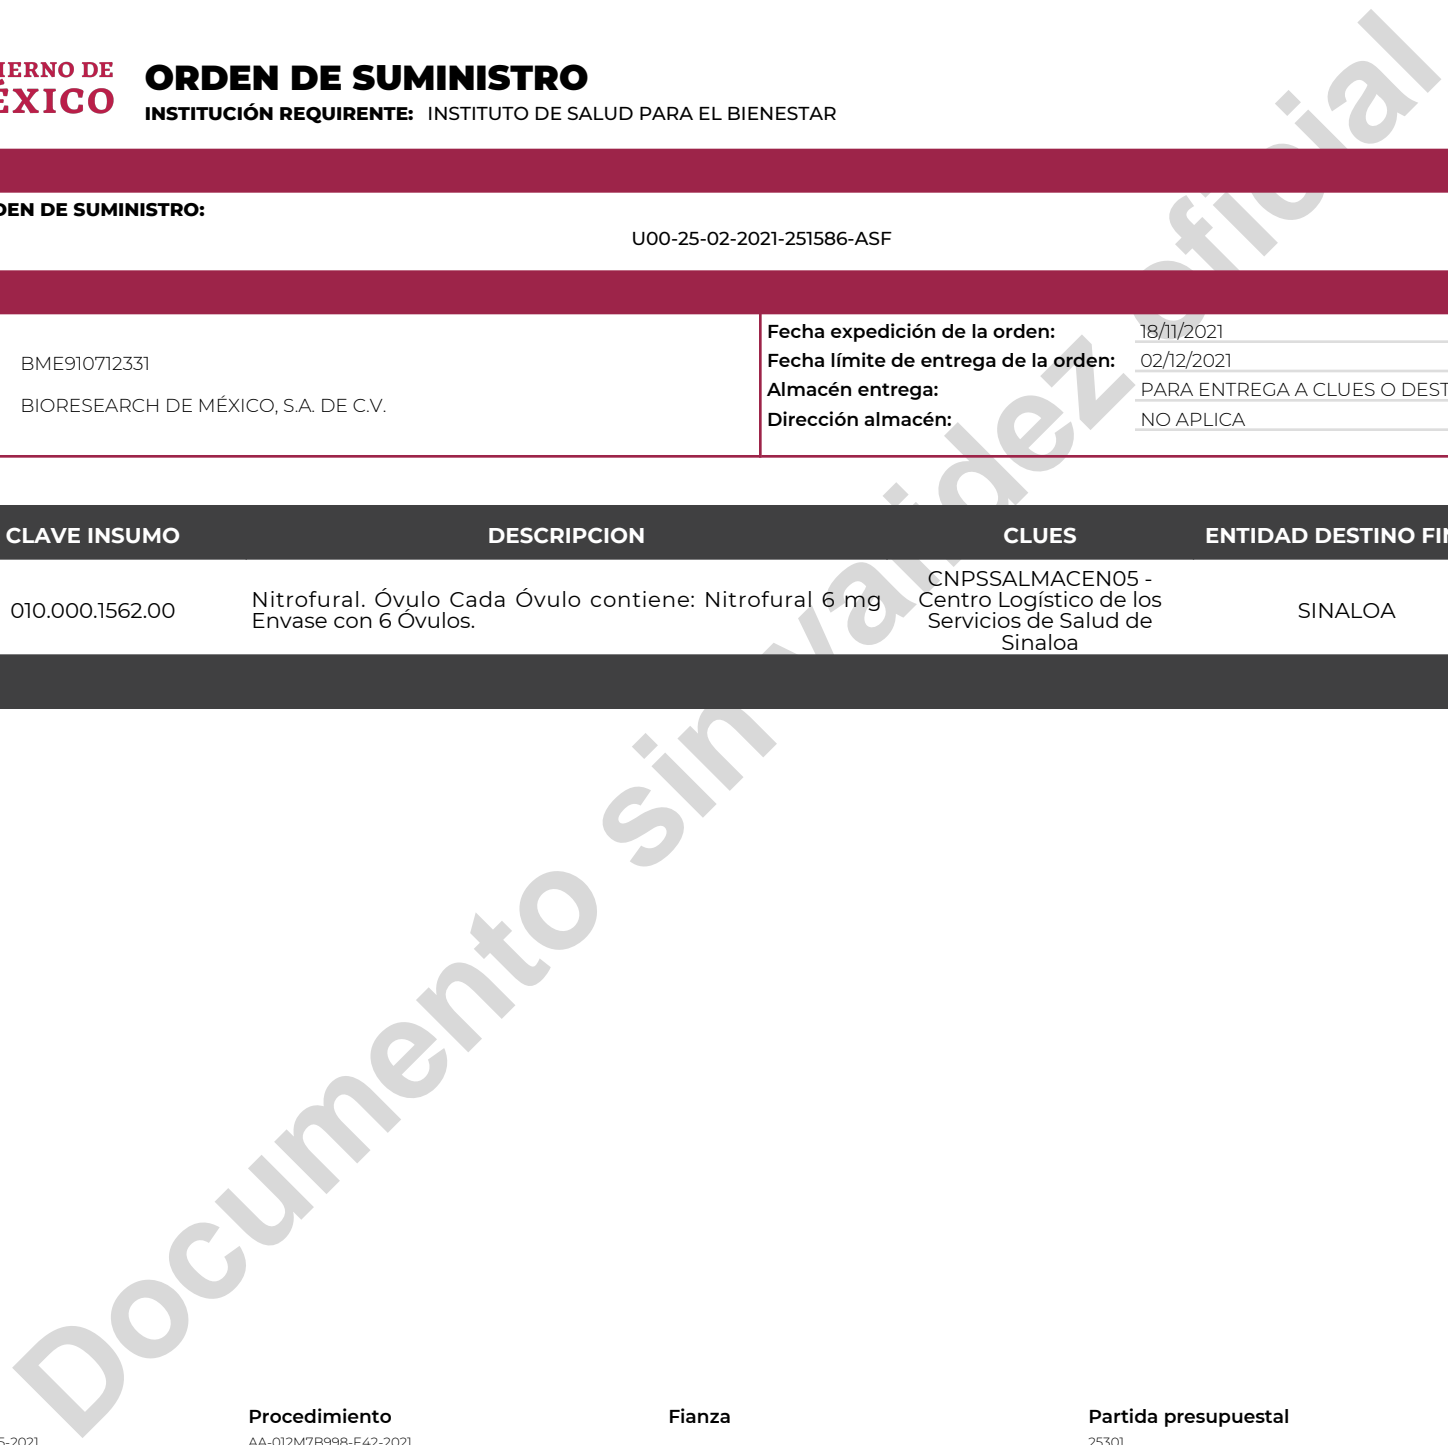 ORDEN DE SUMINISTRO
INSTITUCIÓN REQUIRENTE: INSTITUTO DE SALUD PARA EL BIENESTAR
IERNO DE
ÉXICO
DEN DE SUMINISTRO:
U00-25-02-2021-251586-ASF
BME910712331
BIORESEARCH DE MÉXICO, S.A. DE C.V.
Fecha expedición de la orden: 18/11/2021
Fecha límite de entrega de la orden: 02/12/2021
Almacén entrega: PARA ENTREGA A CLUES O DEST
Dirección almacén: NO APLICA
CLAVE INSUMO DESCRIPCION CLUES ENTIDAD DESTINO FIN
010.000.1562.00
Nitrofural. Óvulo Cada Óvulo contiene: Nitrofural 6 mg
Envase con 6 Óvulos.
CNPSSALMACEN05 -
Centro Logístico de los
Servicios de Salud de
Sinaloa
SINALOA
Documento sin validez oficial
Procedimiento Fianza Partida presupuestal
5-2021 AA-012M7B998-E42-2021 25301